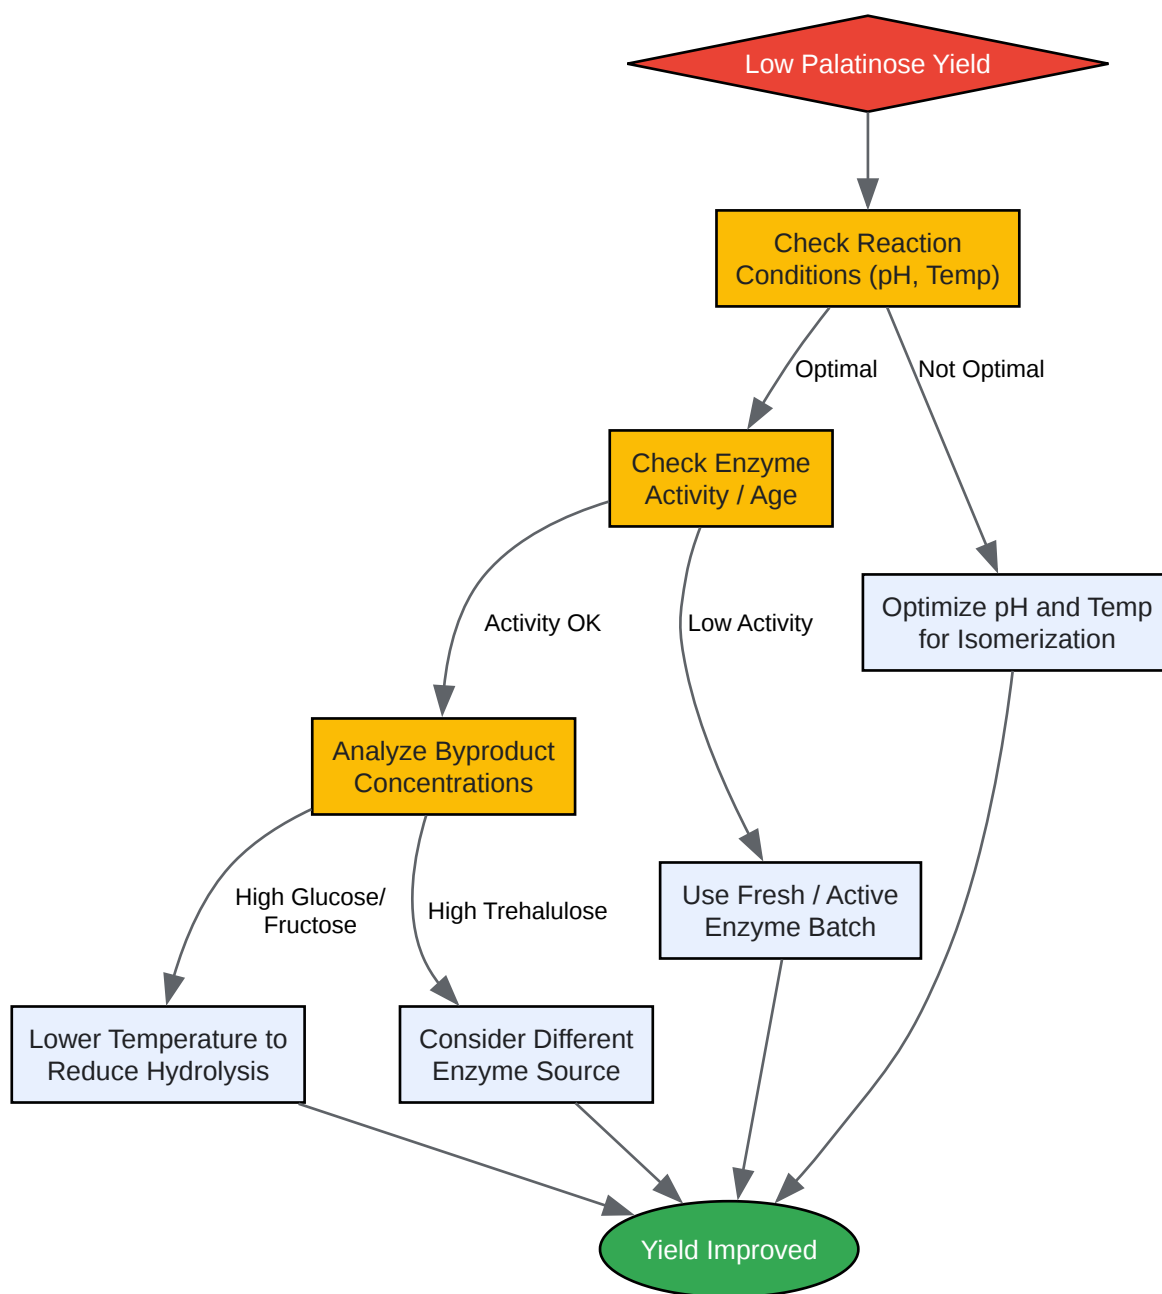 Low Palatinose Yield
Check Reaction
Conditions (pH, Temp)
Optimal
Not Optimal
Check Enzyme
Activity / Age
Optimize pH and Temp
for Isomerization
Activity OK
Low Activity
Analyze Byproduct
Concentrations
High Glucose/
Fructose
High Trehalulose
Use Fresh / Active
Enzyme Batch
Lower Temperature to
Reduce Hydrolysis
Consider Different
Enzyme Source
Yield Improved